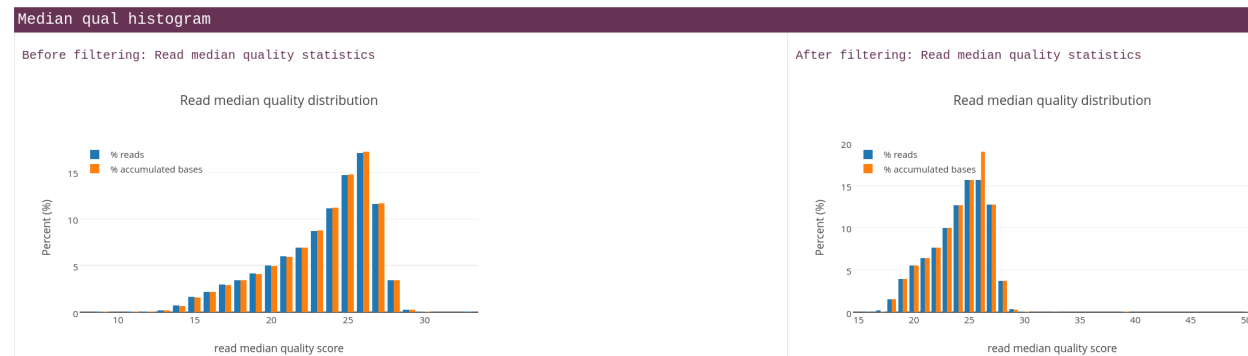 Median qual histogram
Before filtering: Read median quality statistics
Read median quality distribution
% reads
% accumulated bases
15
10
5
0
Percent (%)
10
15
20
25
30
read median quality score
After filtering: Read median quality statistics
Read median quality distribution
% reads
% accumulated bases
20
15
10
5
0
Percent (%)
15
20
25
30
35
40
45
50
read median quality score